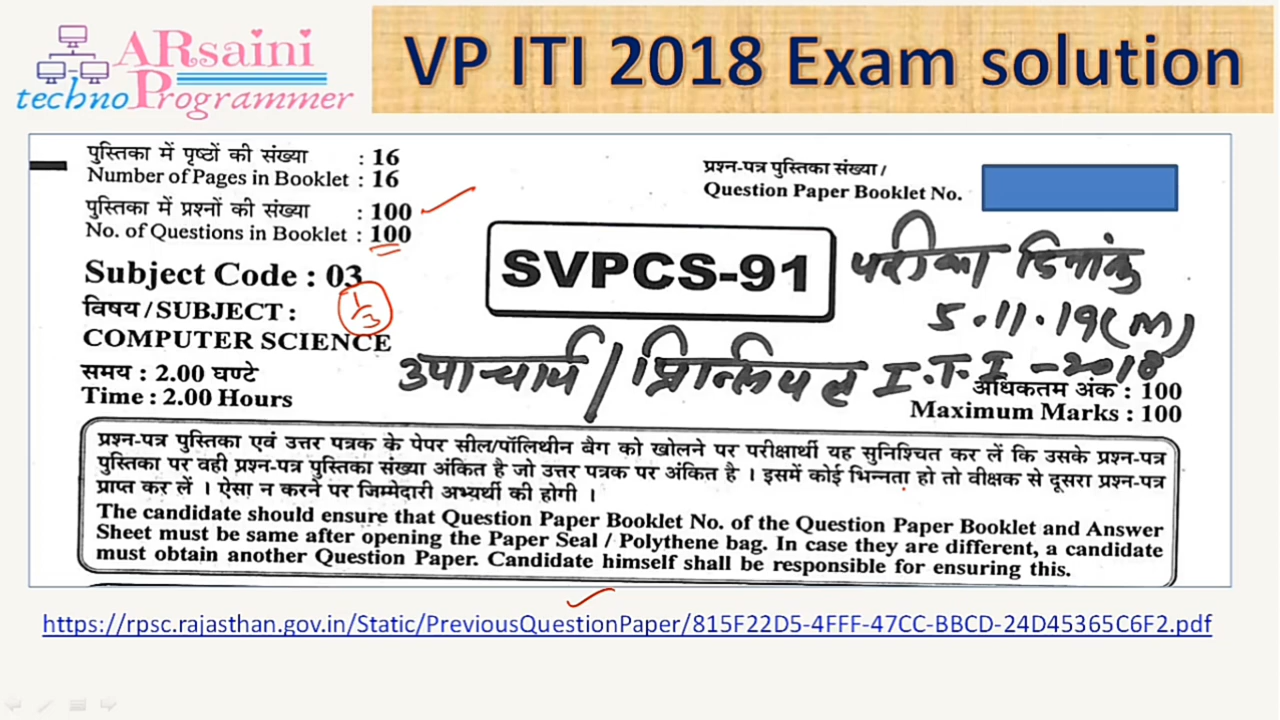 ARsaini
techno Programmer
VP ITI 2018 Exam solution
पुस्तिका में पृष्ठों की संख्या : 16
Number of Pages in Booklet : 16
पुस्तिका में प्रश्नों की संख्या : 100
No. of Questions in Booklet : 100
Subject Code : 03
विषय / SUBJECT :
COMPUTER SCIENCE
समय : 2.00 घण्टे
Time : 2.00 Hours
1/3
प्रश्न-पत्र पुस्तिका संख्या /
Question Paper Booklet No.
SVPCS-91
परीक्षा दिनांक
5.11.19(M)
उपाचार्य/प्रिन्सिपल I.T.I -2018
अधिकतम अंक : 100
Maximum Marks : 100
प्रश्न-पत्र पुस्तिका एवं उत्तर पत्रक के पेपर सील/पॉलिथीन बैग को खोलने पर परीक्षार्थी यह सुनिश्चित कर लें कि उसके प्रश्न-पत्र
पुस्तिका पर वही प्रश्न-पत्र पुस्तिका संख्या अंकित है जो उत्तर पत्रक पर अंकित है । इसमें कोई भिन्नता हो तो वीक्षक से दूसरा प्रश्न-पत्र
प्राप्त कर लें । ऐसा न करने पर जिम्मेदारी अभ्यर्थी की होगी ।
The candidate should ensure that Question Paper Booklet No. of the Question Paper Booklet and Answer
Sheet must be same after opening the Paper Seal / Polythene bag. In case they are different, a candidate
must obtain another Question Paper. Candidate himself shall be responsible for ensuring this.
https://rpsc.rajasthan.gov.in/Static/PreviousQuestionPaper/815F22D5-4FFF-47CC-BBCD-24D45365C6F2.pdf